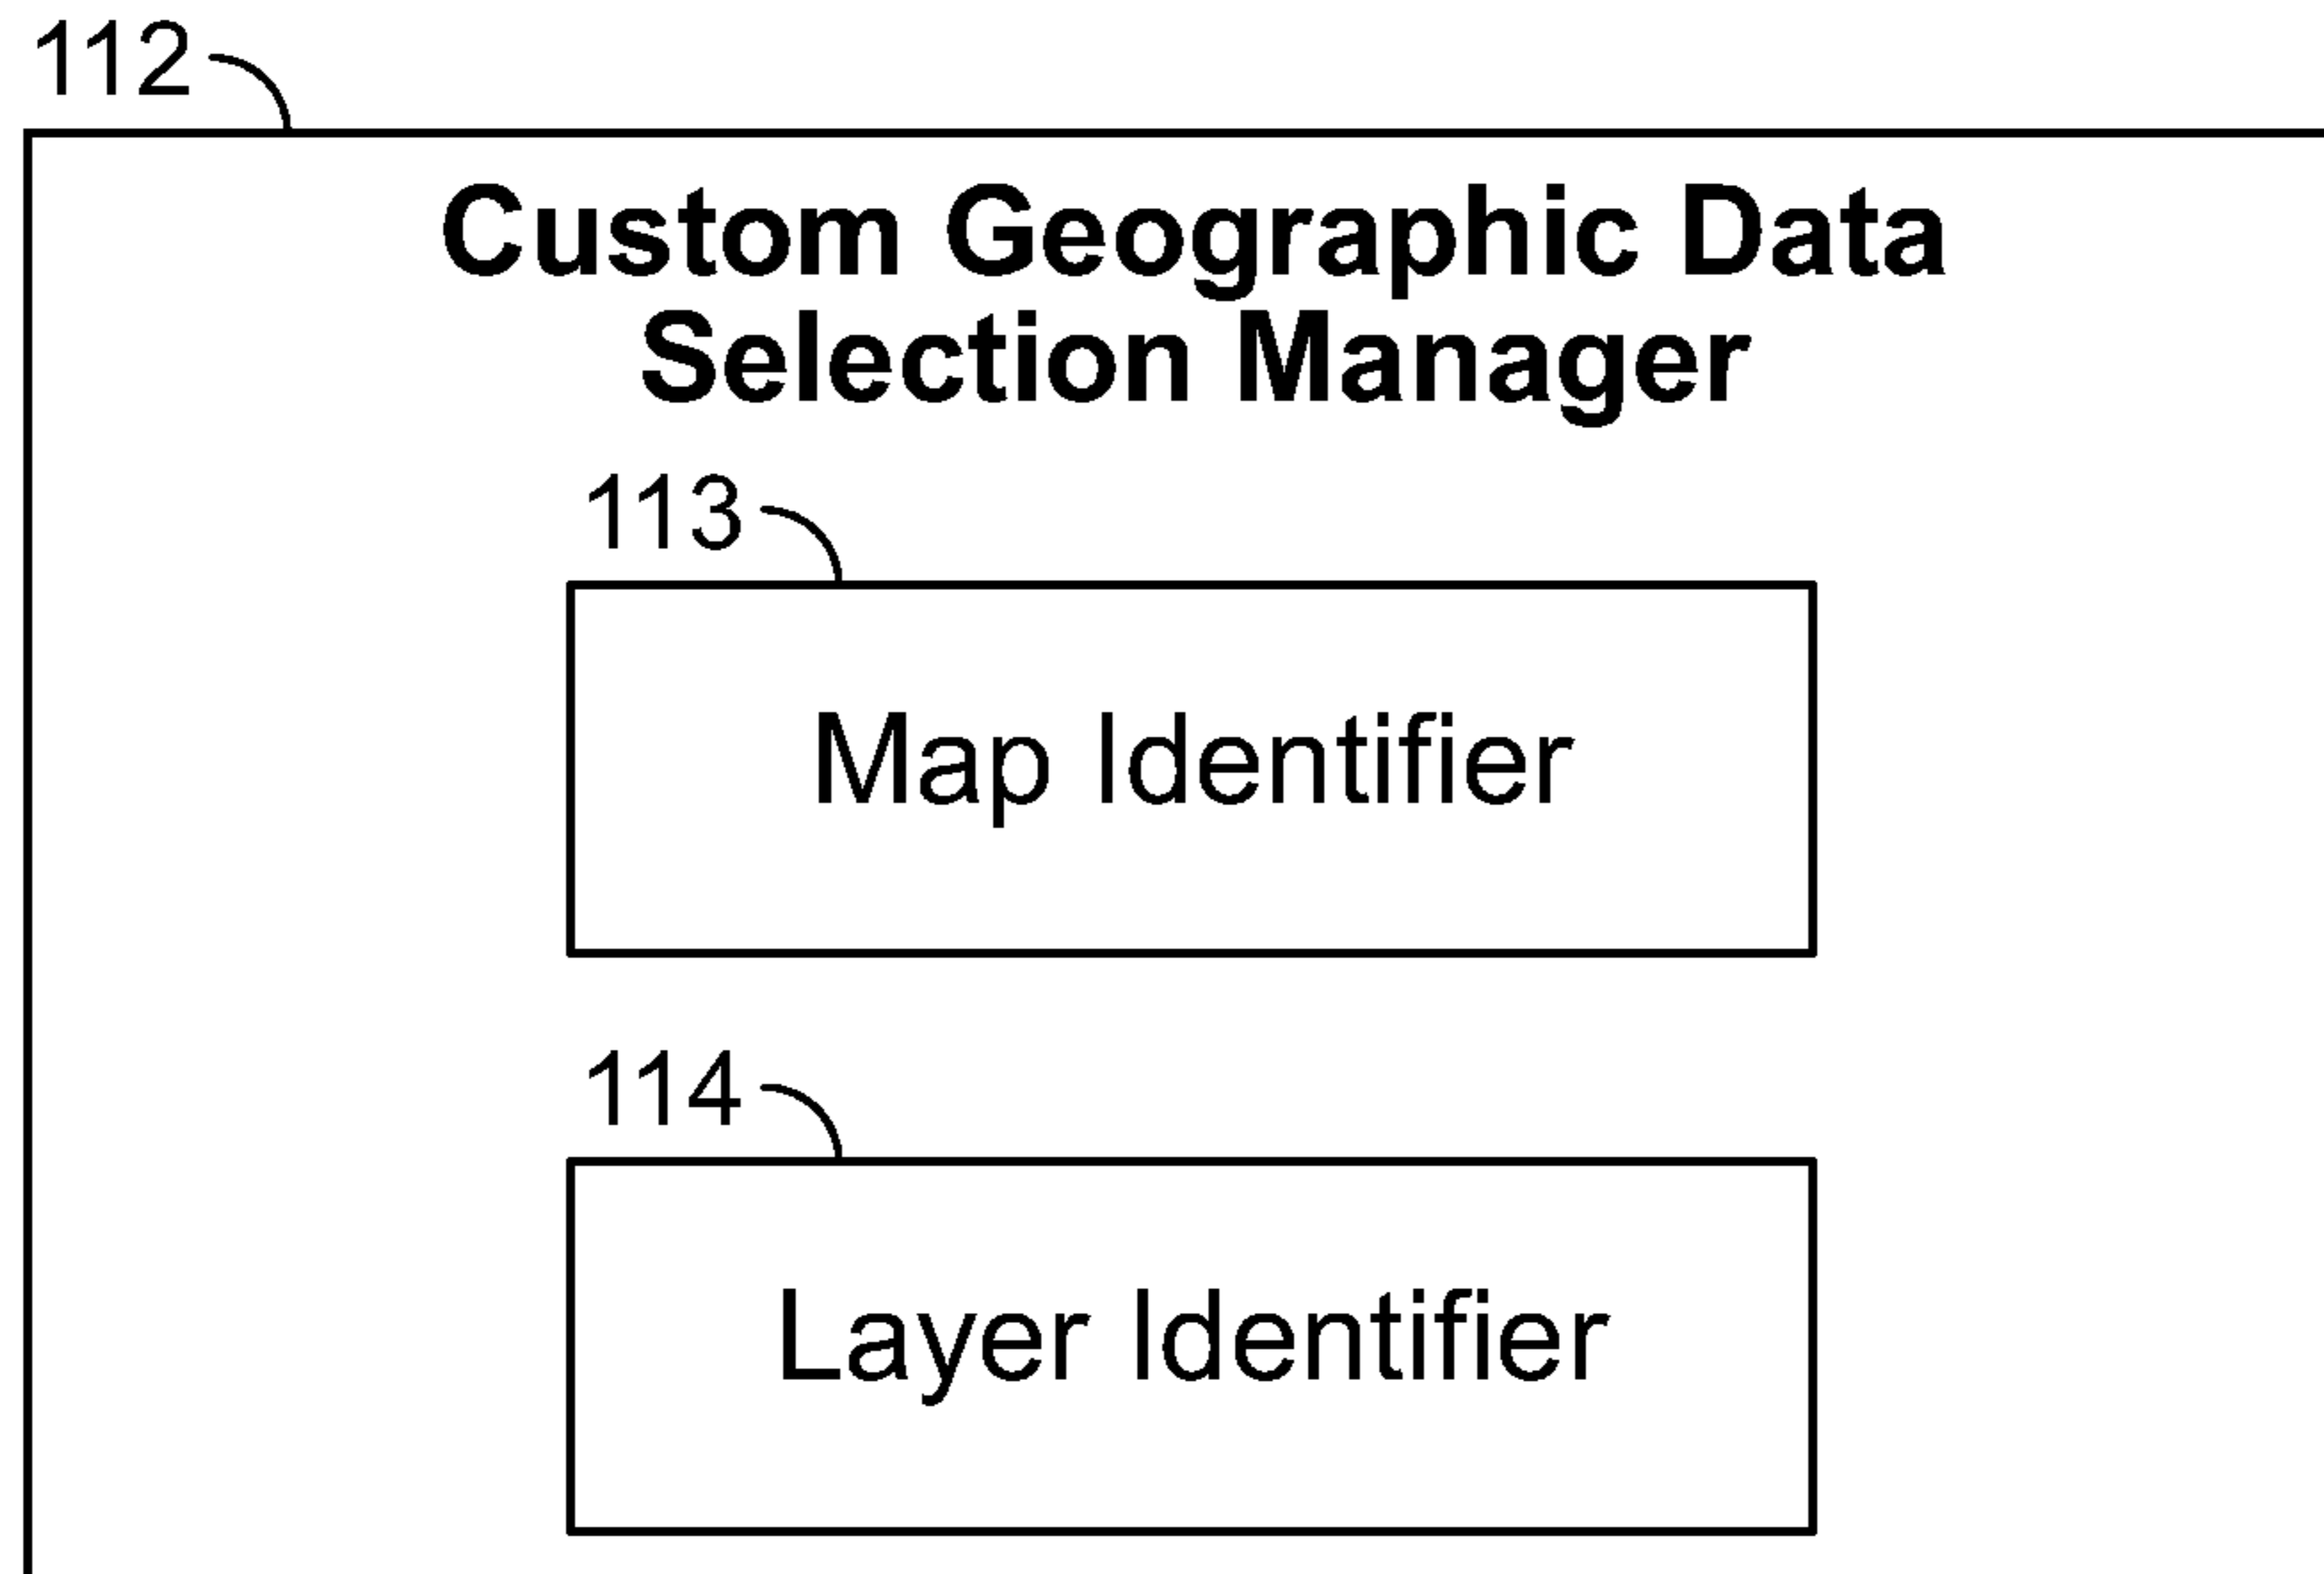 112
Custom Geographic Data
Selection Manager
113
Map Identifier
114
Layer Identifier